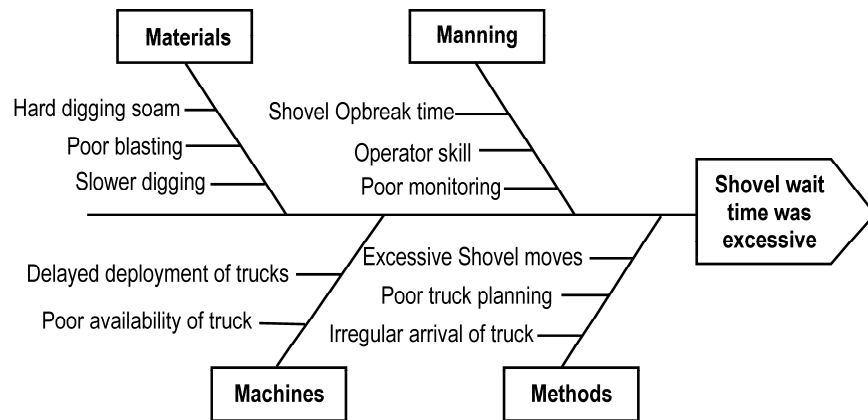 Materials
Manning
Hard digging soam
Poor blasting
Slower digging
Shovel Opbreak time
Operator skill
Poor monitoring
Shovel wait
time was
excessive
Delayed deployment of trucks
Poor availability of truck
Excessive Shovel moves
Poor truck planning
Irregular arrival of truck
Machines
Methods